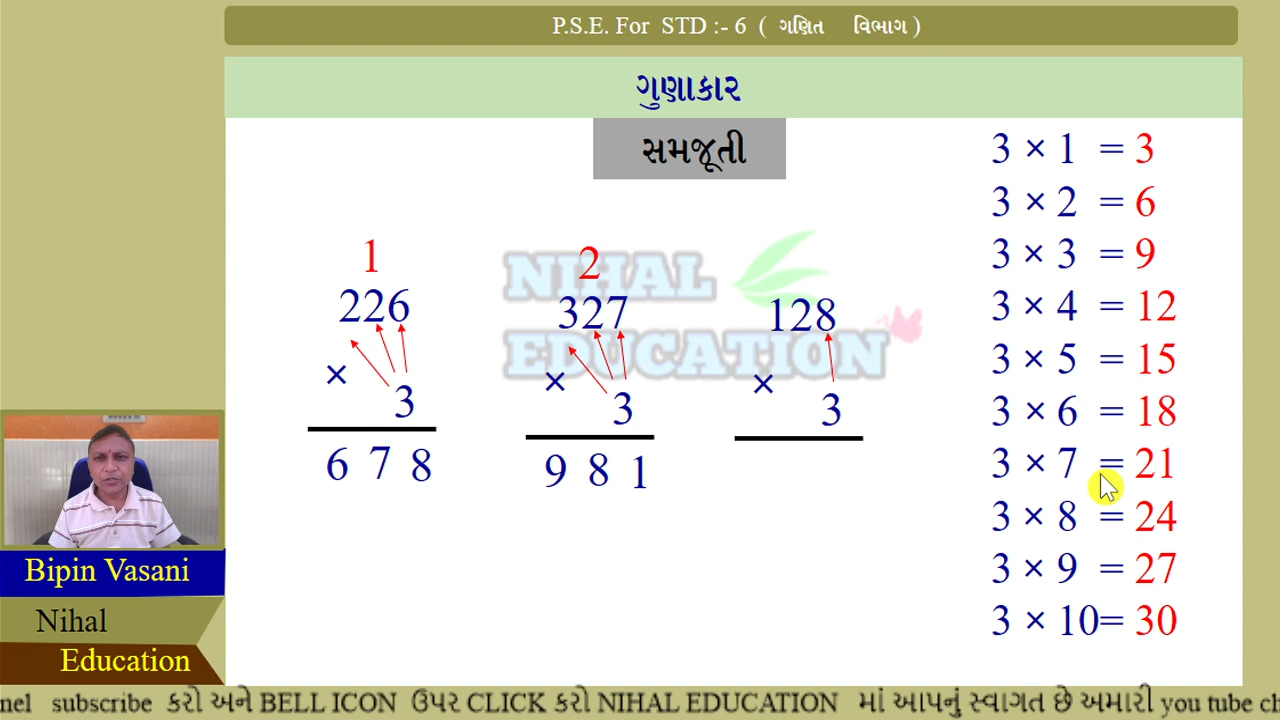 P.S.E. For STD :- 6 ( ગણિત વિભાગ )
ગુણાકાર
સમજૂતી
NIHAL
EDUCATION
1
226
×
3
6 7 8
2
327
×
3
9 8 1
128
×
3
3 × 1 = 3
3 × 2 = 6
3 × 3 = 9
3 × 4 = 12
3 × 5 = 15
3 × 6 = 18
3 × 7 = 21
3 × 8 = 24
3 × 9 = 27
3 × 10= 30
Bipin Vasani
Nihal
Education
nel subscribe કરો અને BELL ICON ઉપર CLICK કરો NIHAL EDUCATION માં આપનું સ્વાગત છે અમારી you tube ch